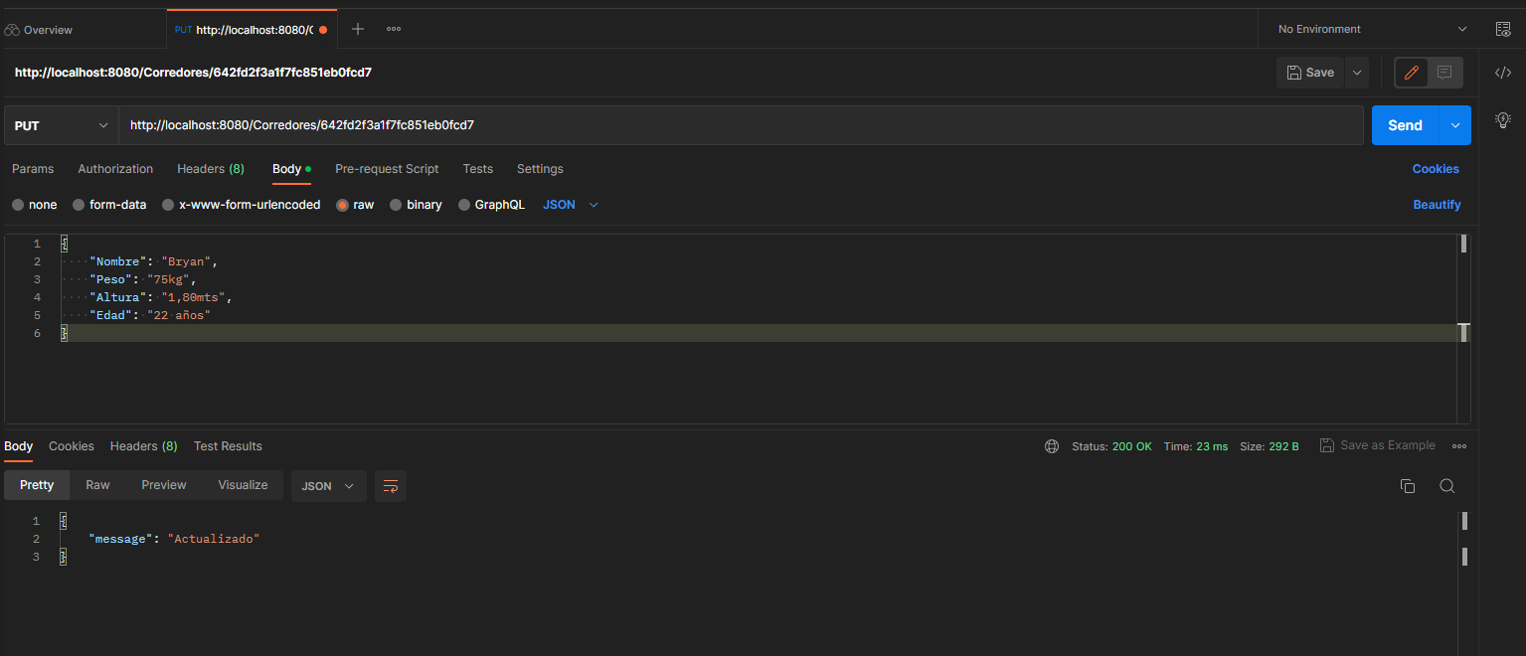 Overview PUT http://localhost:8080/C No Environment
http://localhost:8080/Corredores/642fd2f3a1f7fc851eb0fcd7 Save
PUT http://localhost:8080/Corredores/642fd2f3a1f7fc851eb0fcd7 Send
Params Authorization Headers (8) Body Pre-request Script Tests Settings Cookies
none form-data x-www-form-urlencoded raw binary GraphQL JSON Beautify
1 {
2 "Nombre": "Bryan",
3 "Peso": "75kg",
4 "Altura": "1,80mts",
5 "Edad": "22 años"
6 }
Body Cookies Headers (8) Test Results Status: 200 OK Time: 23 ms Size: 292 B Save as Example
Pretty Raw Preview Visualize JSON
1 {
2 "message": "Actualizado"
3 }